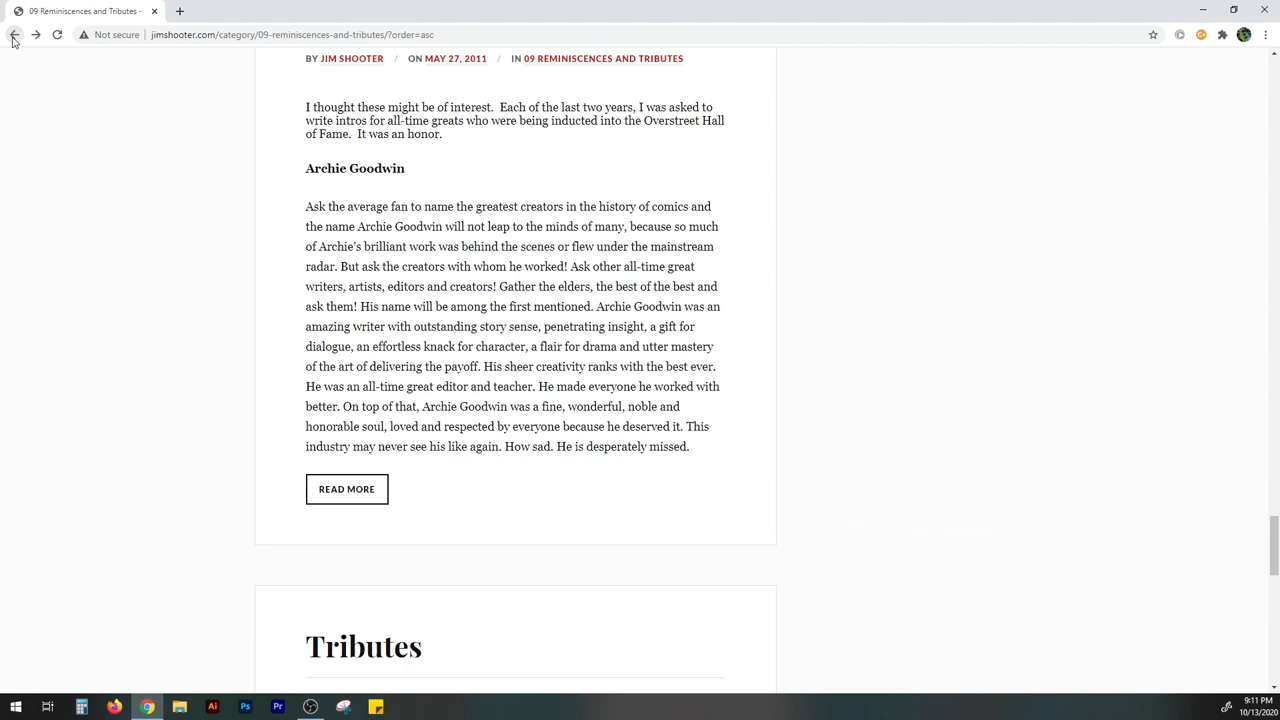 09 Reminiscences and Tributes –
Not secure
jimshooter.com/category/09-reminiscences-and-tributes/?order=asc
BY JIM SHOOTER / ON MAY 27, 2011 / IN 09 REMINISCENCES AND TRIBUTES
I thought these might be of interest.  Each of the last two years, I was asked to
write intros for all-time greats who were being inducted into the Overstreet Hall
of Fame.  It was an honor.
Archie Goodwin
Ask the average fan to name the greatest creators in the history of comics and
the name Archie Goodwin will not leap to the minds of many, because so much
of Archie’s brilliant work was behind the scenes or flew under the mainstream
radar. But ask the creators with whom he worked! Ask other all-time great
writers, artists, editors and creators! Gather the elders, the best of the best and
ask them! His name will be among the first mentioned. Archie Goodwin was an
amazing writer with outstanding story sense, penetrating insight, a gift for
dialogue, an effortless knack for character, a flair for drama and utter mastery
of the art of delivering the payoff. His sheer creativity ranks with the best ever.
He was an all-time great editor and teacher. He made everyone he worked with
better. On top of that, Archie Goodwin was a fine, wonderful, noble and
honorable soul, loved and respected by everyone because he deserved it. This
industry may never see his like again. How sad. He is desperately missed.
READ MORE
Tributes
Ai
Ps
Pr
9:11 PM
10/13/2020